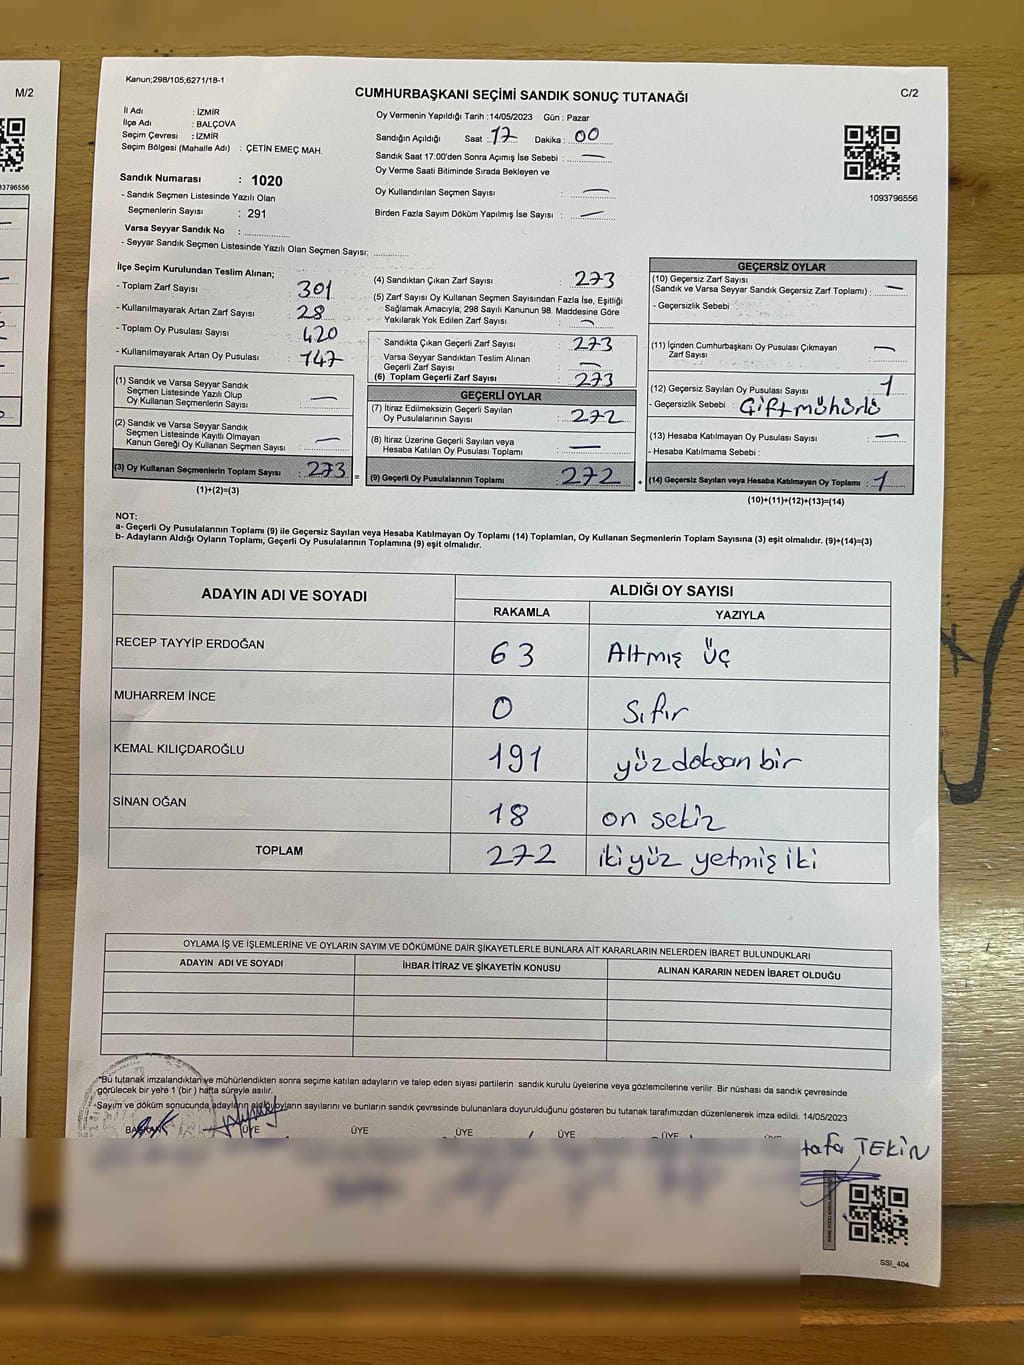 M/2
93796556
Kanun;298/105;6271/18-1
CUMHURBAŞKANI SEÇİMİ SANDIK SONUÇ TUTANAĞI
C/2
İl Adı : İZMİR
İlçe Adı : BALÇOVA
Seçim Çevresi : İZMİR
Seçim Bölgesi (Mahalle Adı) : ÇETİN EMEÇ MAH.
Sandık Numarası : 1020
- Sandık Seçmen Listesinde Yazılı Olan
Seçmenlerin Sayısı : 291
Varsa Seyyar Sandık No :
- Seyyar Sandık Seçmen Listesinde Yazılı Olan Seçmen Sayısı:
Oy Vermenin Yapıldığı Tarih :14/05/2023 Gün : Pazar
Sandığın Açıldığı Saat : 17 Dakika : 00
Sandık Saat 17:00'den Sonra Açımış İse Sebebi : —
Oy Verme Saati Bitiminde Sırada Bekleyen ve
Oy Kullandırılan Seçmen Sayısı : —
Birden Fazla Sayım Döküm Yapılmış İse Sayısı : —
1093796556
İlçe Seçim Kurulundan Teslim Alınan;
- Toplam Zarf Sayısı : 301
- Kullanılmayarak Artan Zarf Sayısı : 28
- Toplam Oy Pusulası Sayısı : 420
- Kullanılmayarak Artan Oy Pusulası : 147
(1) Sandık ve Varsa Seyyar Sandık
Seçmen Listesinde Yazılı Olup
Oy Kullanan Seçmenlerin Sayısı : —
(2) Sandık ve Varsa Seyyar Sandık
Seçmen Listesinde Kayıtlı Olmayan
Kanun Gereği Oy Kullanan Seçmen Sayısı : —
(3) Oy Kullanan Seçmenlerin Toplam Sayısı : 273
(1)+(2)=(3)
(4) Sandıktan Çıkan Zarf Sayısı : 273
(5) Zarf Sayısı Oy Kullanan Seçmen Sayısından Fazla İse, Eşitliği
Sağlamak Amacıyla; 298 Sayılı Kanunun 98. Maddesine Göre
Yakılarak Yok Edilen Zarf Sayısı : —
Sandıkta Çıkan Geçerli Zarf Sayısı : 273
Varsa Seyyar Sandıktan Teslim Alınan
Geçerli Zarf Sayısı : —
(6) Toplam Geçerli Zarf Sayısı : 273
GEÇERLİ OYLAR
(7) İtiraz Edilmeksizin Geçerli Sayılan
Oy Pusulalarının Sayısı : 272
(8) İtiraz Üzerine Geçerli Sayılan veya
Hesaba Katılan Oy Pusulası Toplamı : —
= (9) Geçerli Oy Pusulalarının Toplamı : 272 +
GEÇERSİZ OYLAR
(10) Geçersiz Zarf Sayısı
(Sandık ve Varsa Seyyar Sandık Geçersiz Zarf Toplamı) : —
- Geçersizlik Sebebi :
(11) İçinden Cumhurbaşkanı Oy Pusulası Çıkmayan
Zarf Sayısı : —
(12) Geçersiz Sayılan Oy Pusulası Sayısı : 1
- Geçersizlik Sebebi : Çift mühürlü
(13) Hesaba Katılmayan Oy Pusulası Sayısı : —
- Hesaba Katılmama Sebebi :
(14) Geçersiz Sayılan veya Hesaba Katılmayan Oy Toplamı : 1
(10)+(11)+(12)+(13)=(14)
NOT:
a- Geçerli Oy Pusulalarının Toplamı (9) ile Geçersiz Sayılan veya Hesaba Katılmayan Oy Toplamı (14) Toplamları, Oy Kullanan Seçmenlerin Toplam Sayısına (3) eşit olmalıdır. (9)+(14)=(3)
b- Adayların Aldığı Oyların Toplamı, Geçerli Oy Pusulalarının Toplamına (9) eşit olmalıdır.
ADAYIN ADI VE SOYADI
ALDIĞI OY SAYISI
RAKAMLA YAZIYLA
RECEP TAYYİP ERDOĞAN 63 Altmış üç
MUHARREM İNCE 0 Sıfır
KEMAL KILIÇDAROĞLU 191 yüz doksan bir
SİNAN OĞAN 18 on sekiz
TOPLAM 272 iki yüz yetmiş iki
OYLAMA İŞ VE İŞLEMLERİNE VE OYLARIN SAYIM VE DÖKÜMÜNE DAİR ŞİKAYETLERLE BUNLARA AİT KARARLARIN NELERDEN İBARET BULUNDUKLARI
ADAYIN ADI VE SOYADI İHBAR İTİRAZ VE ŞİKAYETİN KONUSU ALINAN KARARIN NEDEN İBARET OLDUĞU
*Bu tutanak imzalandıktan ve mühürlendikten sonra seçime katılan adayların ve talep eden siyasi partilerin sandık kurulu üyelerine veya gözlemcilerine verilir. Bir nüshası da sandık çevresinde
görülecek bir yere 1 (bir) hafta süreyle asılır.
-Sayım ve döküm sonucunda adayların aldığı oyların sayılarını ve bunların sandık çevresinde bulunanlara duyurulduğunu gösteren bu tutanak tarafımızdan düzenlenerek imza edildi. 14/05/2023
BAŞKAN ÜYE ÜYE ÜYE ÜYE ÜYE
tafa TEKİN
SSI_404